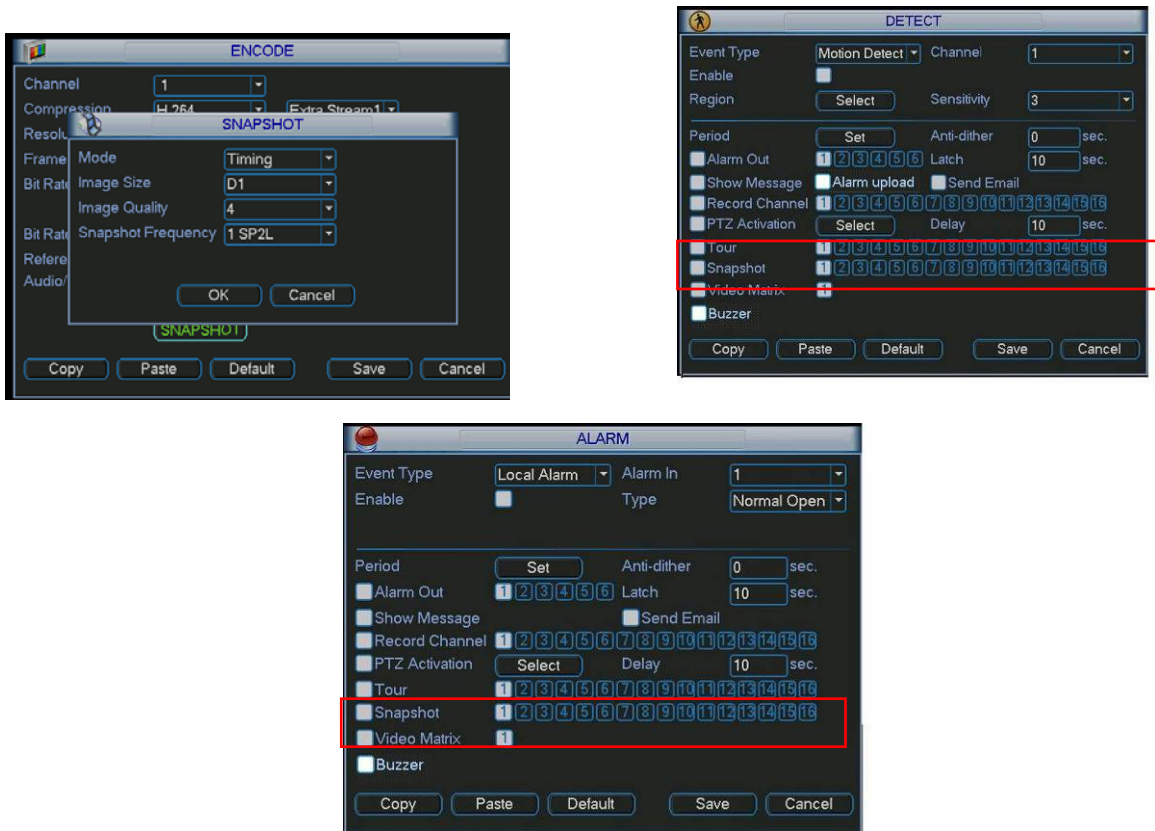 ENCODE
Channel 1
Compression H.264 Extra Stream1
Resolu
SNAPSHOT
Frame
Mode Timing
Bit Rate
Image Size D1
Image Quality 4
Bit Rate
Snapshot Frequency 1 SP2L
Refere
Audio/
OK Cancel
SNAPSHOT
Copy Paste Default Save Cancel
DETECT
Event Type Motion Detect Channel 1
Enable
Region Select Sensitivity 3
Period Set Anti-dither 0 sec.
Alarm Out 1 2 3 4 5 6 Latch 10 sec.
Show Message Alarm upload Send Email
Record Channel 1 2 3 4 5 6 7 8 9 10 11 12 13 14 15 16
PTZ Activation Select Delay 10 sec.
Tour 1 2 3 4 5 6 7 8 9 10 11 12 13 14 15 16
Snapshot 1 2 3 4 5 6 7 8 9 10 11 12 13 14 15 16
Video Matrix 1
Buzzer
Copy Paste Default Save Cancel
ALARM
Event Type Local Alarm Alarm In 1
Enable Type Normal Open
Period Set Anti-dither 0 sec.
Alarm Out 1 2 3 4 5 6 Latch 10 sec.
Show Message Send Email
Record Channel 1 2 3 4 5 6 7 8 9 10 11 12 13 14 15 16
PTZ Activation Select Delay 10 sec.
Tour 1 2 3 4 5 6 7 8 9 10 11 12 13 14 15 16
Snapshot 1 2 3 4 5 6 7 8 9 10 11 12 13 14 15 16
Video Matrix 1
Buzzer
Copy Paste Default Save Cancel